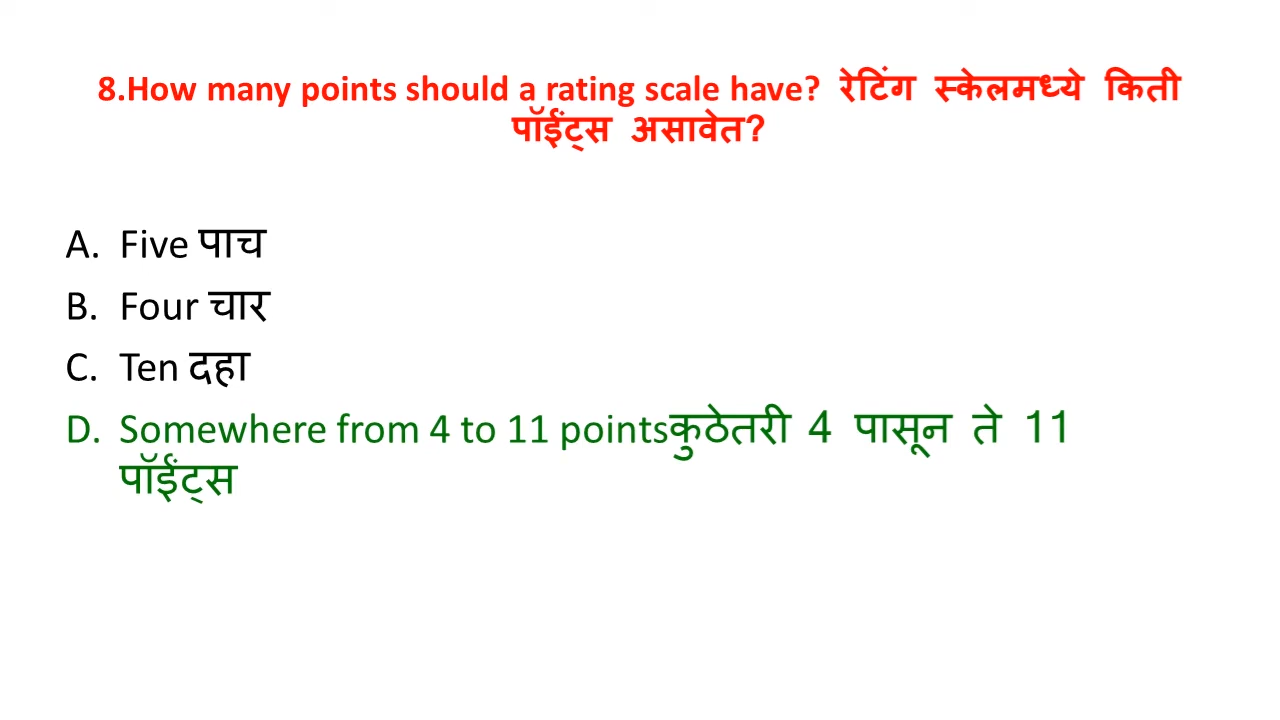 8.How many points should a rating scale have? रेटिंग स्केलमध्ये किती
पॉईंट्स असावेत?
A. Five पाच
B. Four चार
C. Ten दहा
D. Somewhere from 4 to 11 pointsकुठेतरी 4 पासून ते 11
पॉईंट्स